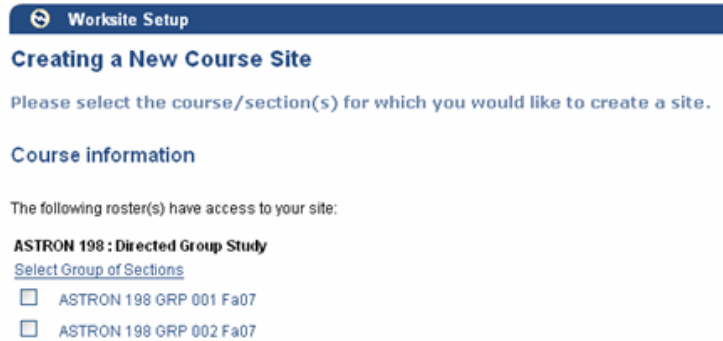 Worksite Setup
Creating a New Course Site
Please select the course/section(s) for which you would like to create a site.
Course information
The following roster(s) have access to your site:
ASTRON 198 : Directed Group Study
Select Group of Sections
ASTRON 198 GRP 001 Fa07
ASTRON 198 GRP 002 Fa07